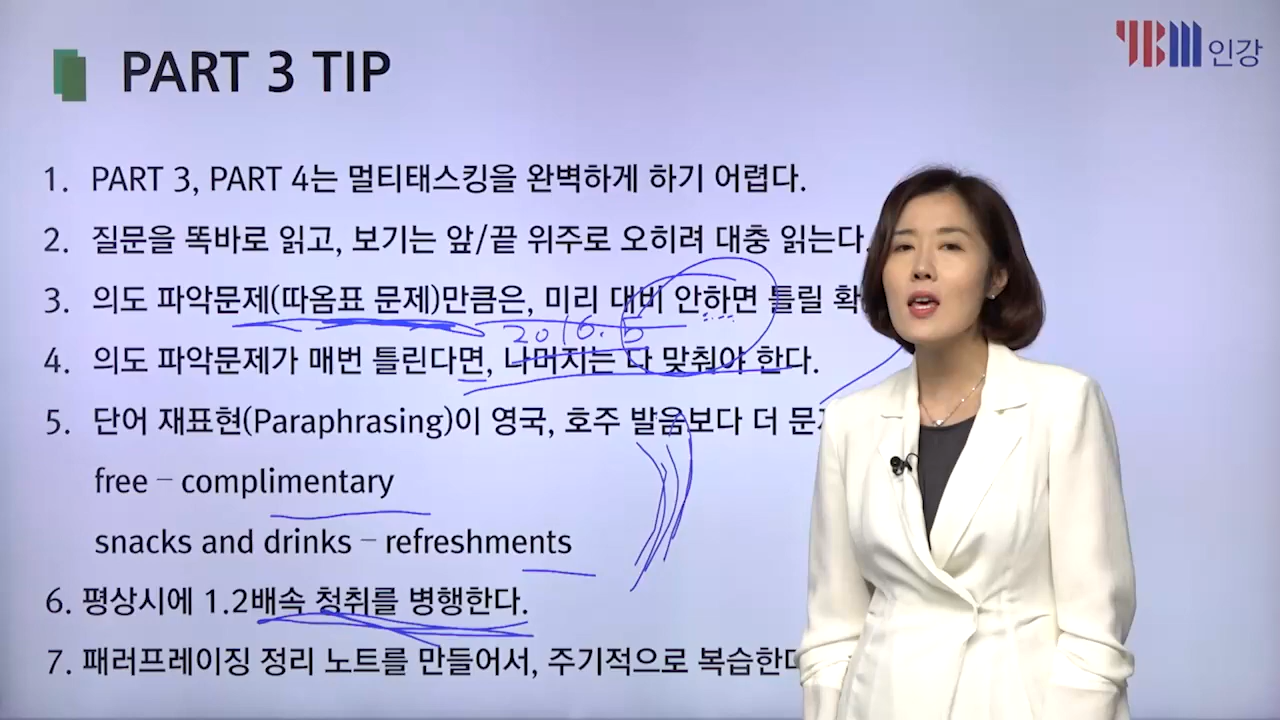 YBM 인강
PART 3 TIP
1. PART 3, PART 4는 멀티태스킹을 완벽하게 하기 어렵다.
2. 질문을 똑바로 읽고, 보기는 앞/끝 위주로 오히려 대충 읽는다.
3. 의도 파악문제(따옴표 문제)만큼은, 미리 대비 안하면 틀릴
2016. 5
4. 의도 파악문제가 매번 틀린다면, 나머지는 다 맞춰야 한다.
5. 단어 재표현(Paraphrasing)이 영국, 호주 발음보다 더
free – complimentary
snacks and drinks – refreshments
6. 평상시에 1.2배속 청취를 병행한다.
7. 패러프레이징 정리 노트를 만들어서, 주기적으로 복습한다